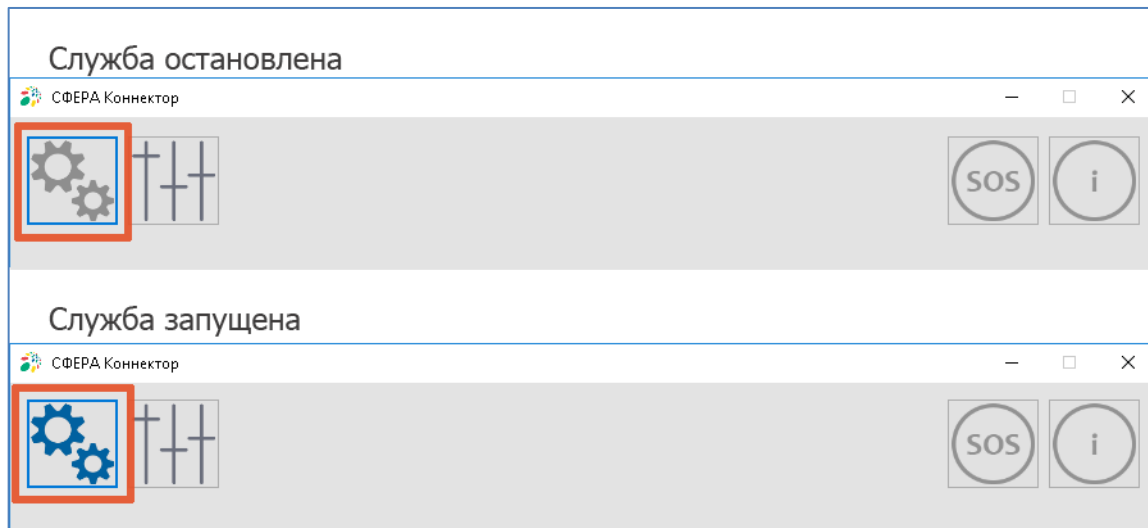 Служба остановлена
СФЕРА Коннектор
SOS i
Служба запущена
СФЕРА Коннектор
SOS i